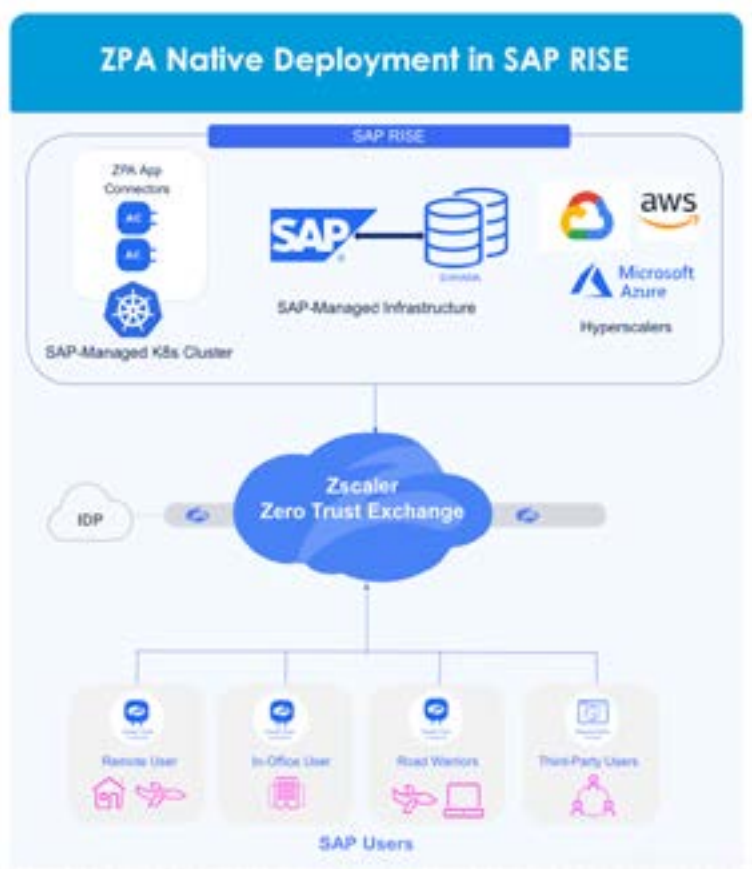 ZPA Native Deployment in SAP RISE
SAP RISE
ZPA App
Connectors
AC
AC
SAP-Managed K8s Cluster
SAP
SAP-Managed Infrastructure
aws
Microsoft
Azure
Hyperscalers
Zscaler
Zero Trust Exchange
IDP
Remote User
In-Office User
Road Warriors
Third-Party Users
SAP Users